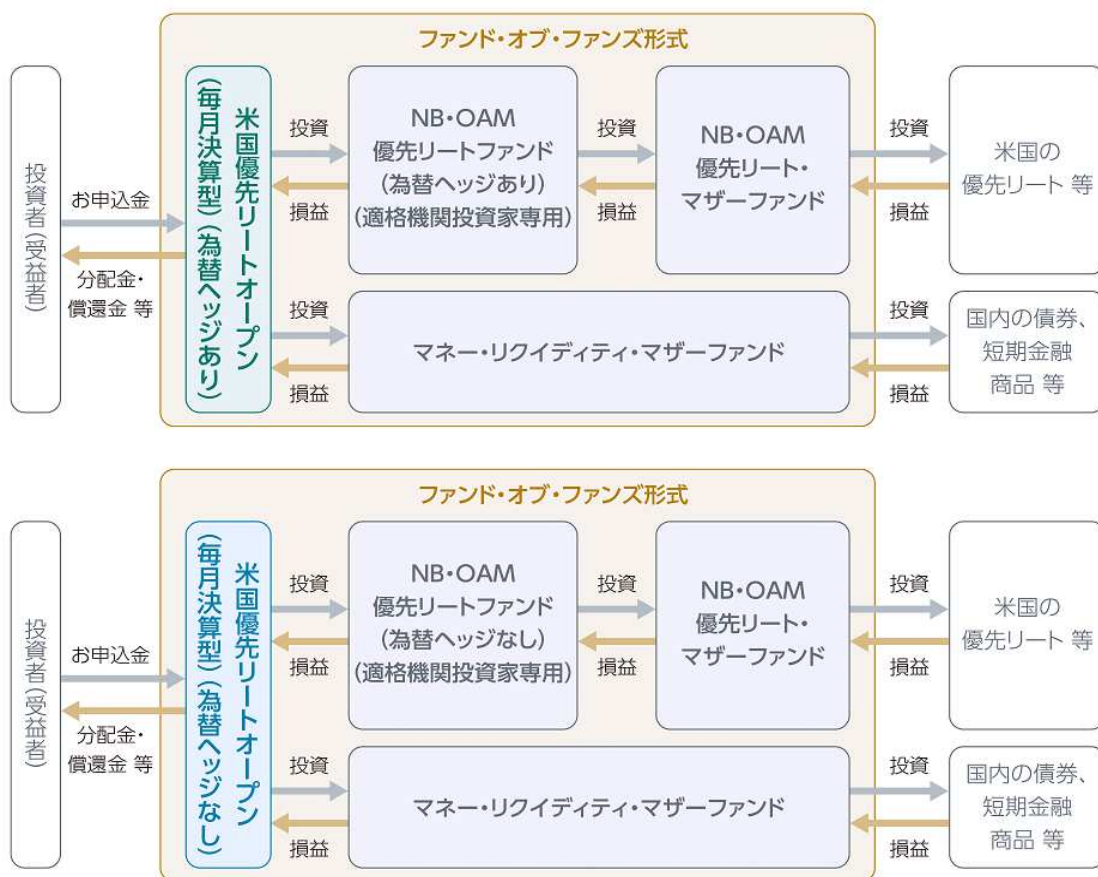 ファンド・オブ・ファンズ形式
投資者(受益者)
お申込金
分配金・
償還金 等
米国優先リートオープン
(毎月決算型)(為替ヘッジあり)
投資
損益
NB・OAM
優先リートファンド
(為替ヘッジあり)
(適格機関投資家専用)
投資
損益
NB・OAM
優先リート・
マザーファンド
投資
損益
米国の
優先リート 等
投資
損益
マネー・リクイディティ・マザーファンド
投資
損益
国内の債券、
短期金融
商品 等
ファンド・オブ・ファンズ形式
投資者(受益者)
お申込金
分配金・
償還金 等
米国優先リートオープン
(毎月決算型)(為替ヘッジなし)
投資
損益
NB・OAM
優先リートファンド
(為替ヘッジなし)
(適格機関投資家専用)
投資
損益
NB・OAM
優先リート・
マザーファンド
投資
損益
米国の
優先リート 等
投資
損益
マネー・リクイディティ・マザーファンド
投資
損益
国内の債券、
短期金融
商品 等